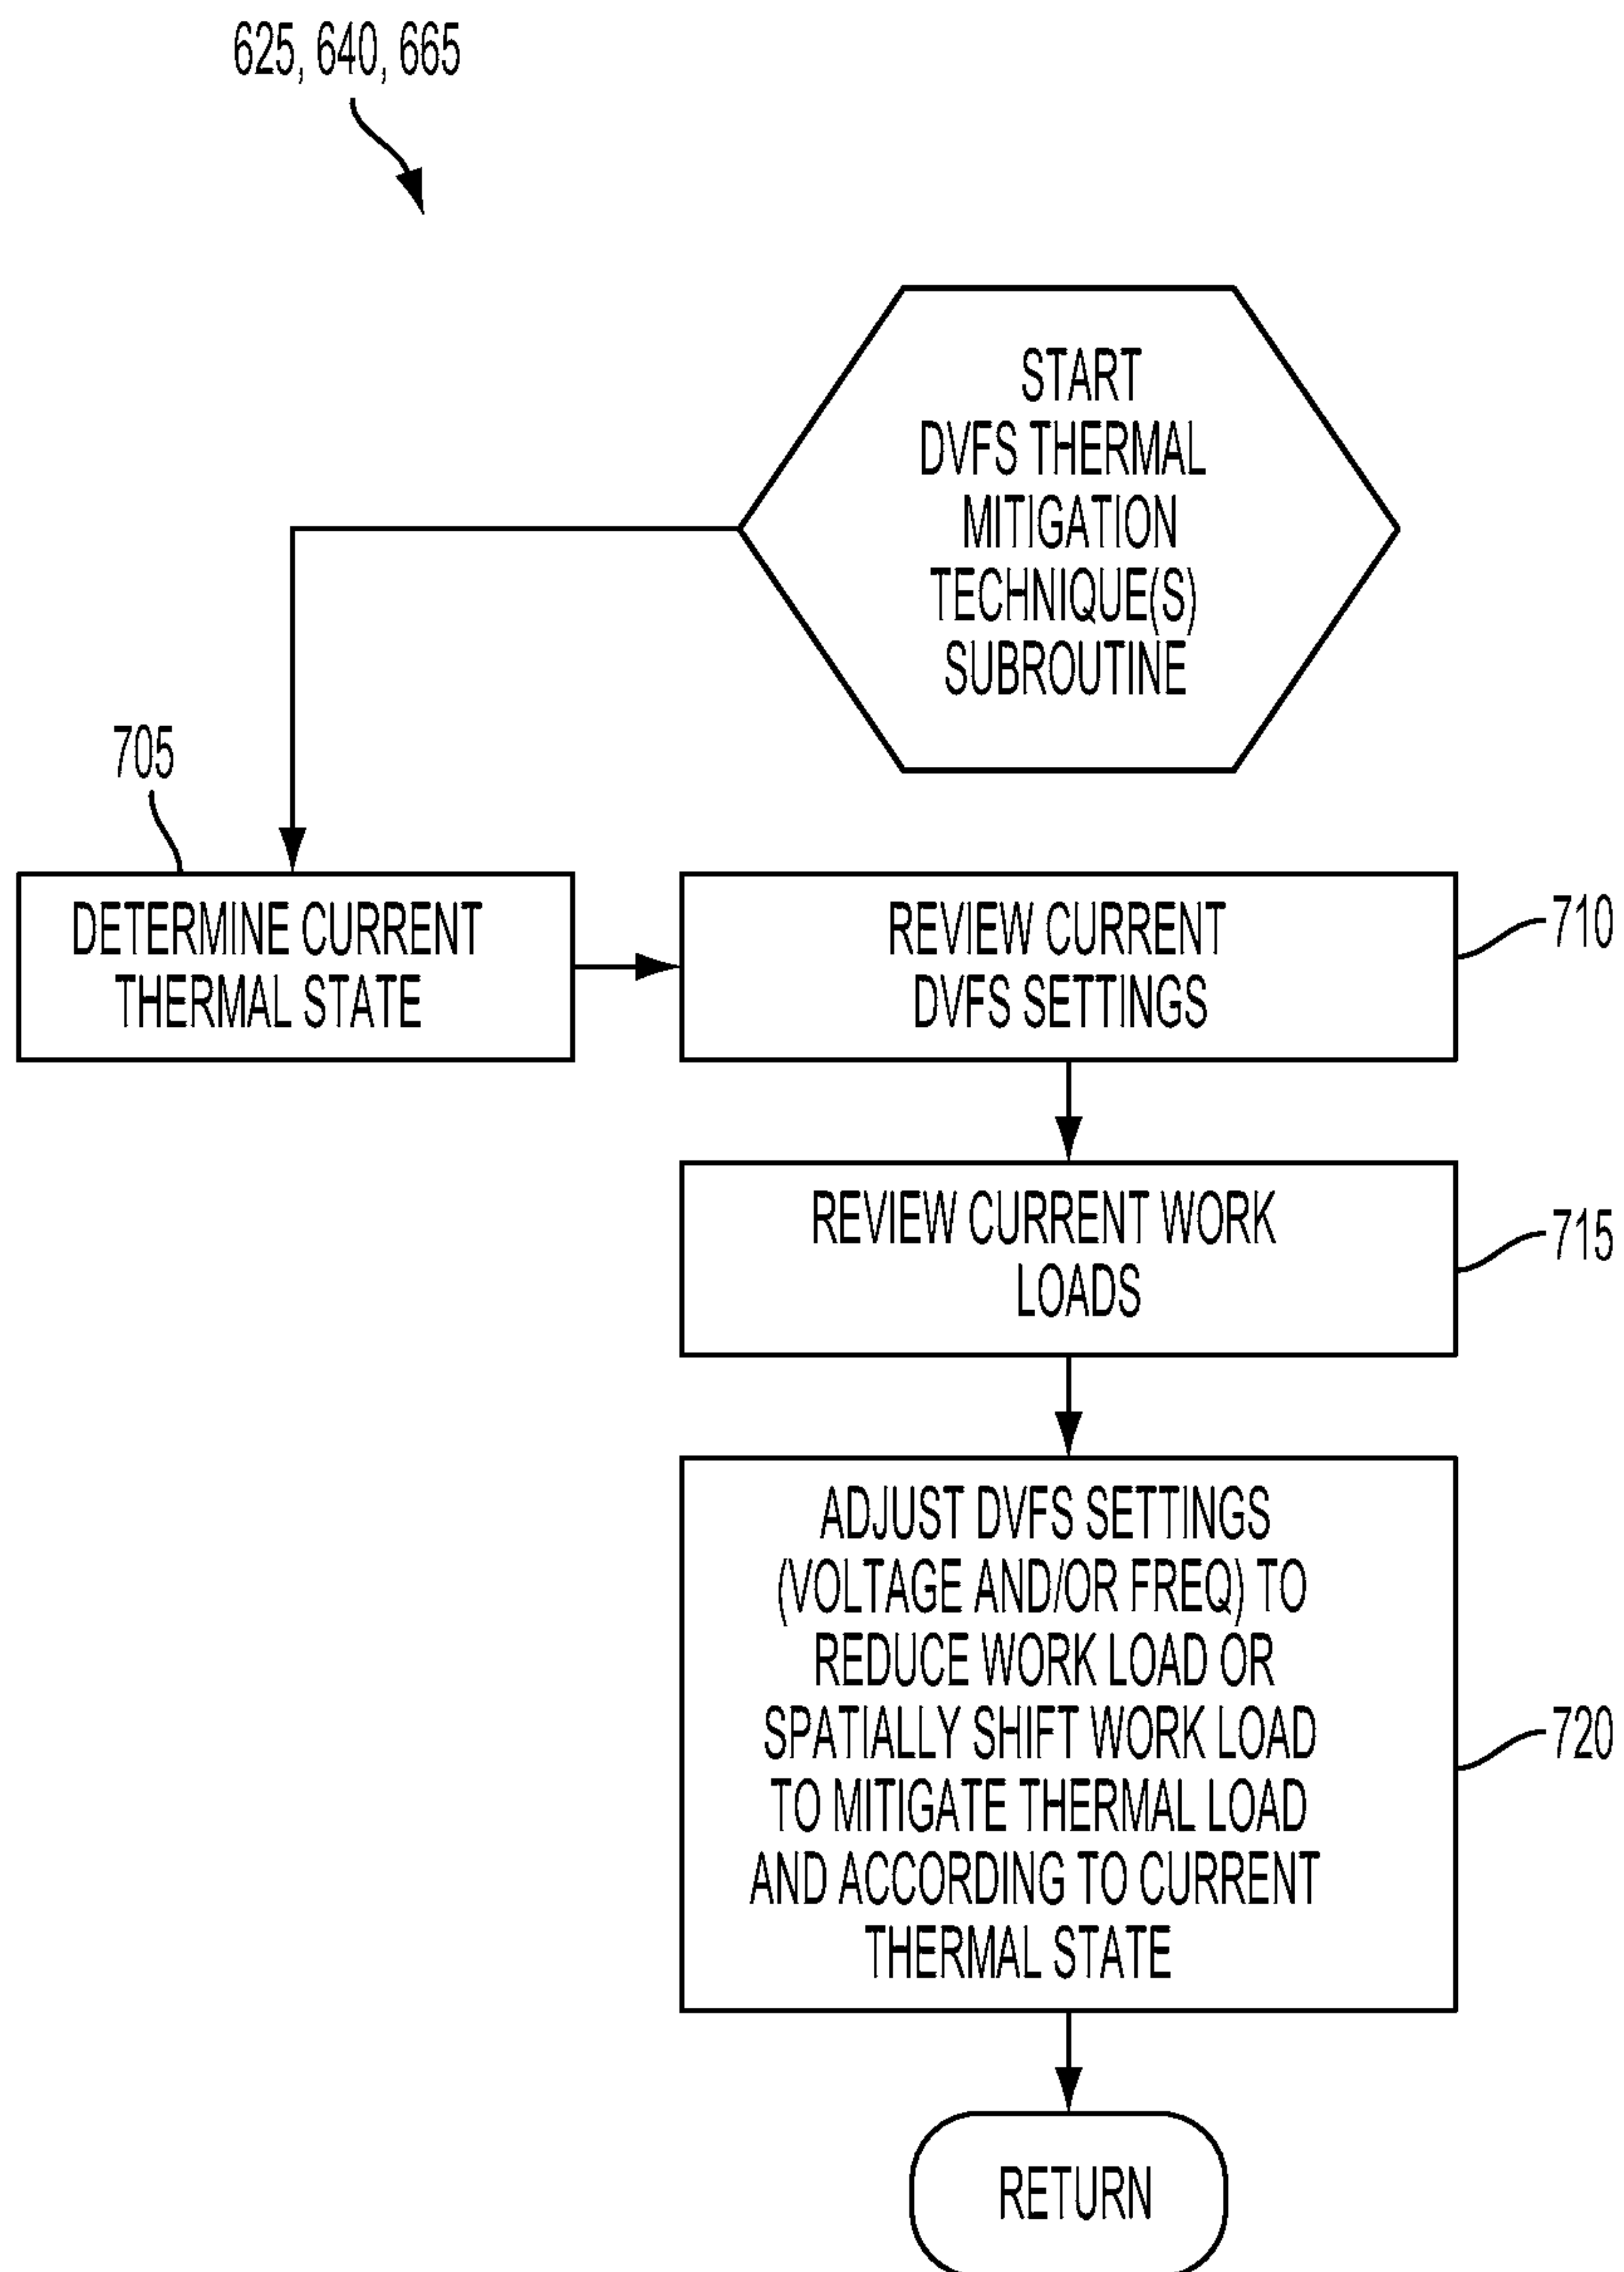 625, 640, 665
START
DVFS THERMAL
MITIGATION
TECHNIQUE(S)
SUBROUTINE
705
DETERMINE CURRENT
THERMAL STATE
REVIEW CURRENT
DVFS SETTINGS
710
REVIEW CURRENT WORK
LOADS
715
ADJUST DVFS SETTINGS
(VOLTAGE AND/OR FREQ) TO
REDUCE WORK LOAD OR
SPATIALLY SHIFT WORK LOAD
TO MITIGATE THERMAL LOAD
AND ACCORDING TO CURRENT
THERMAL STATE
720
RETURN